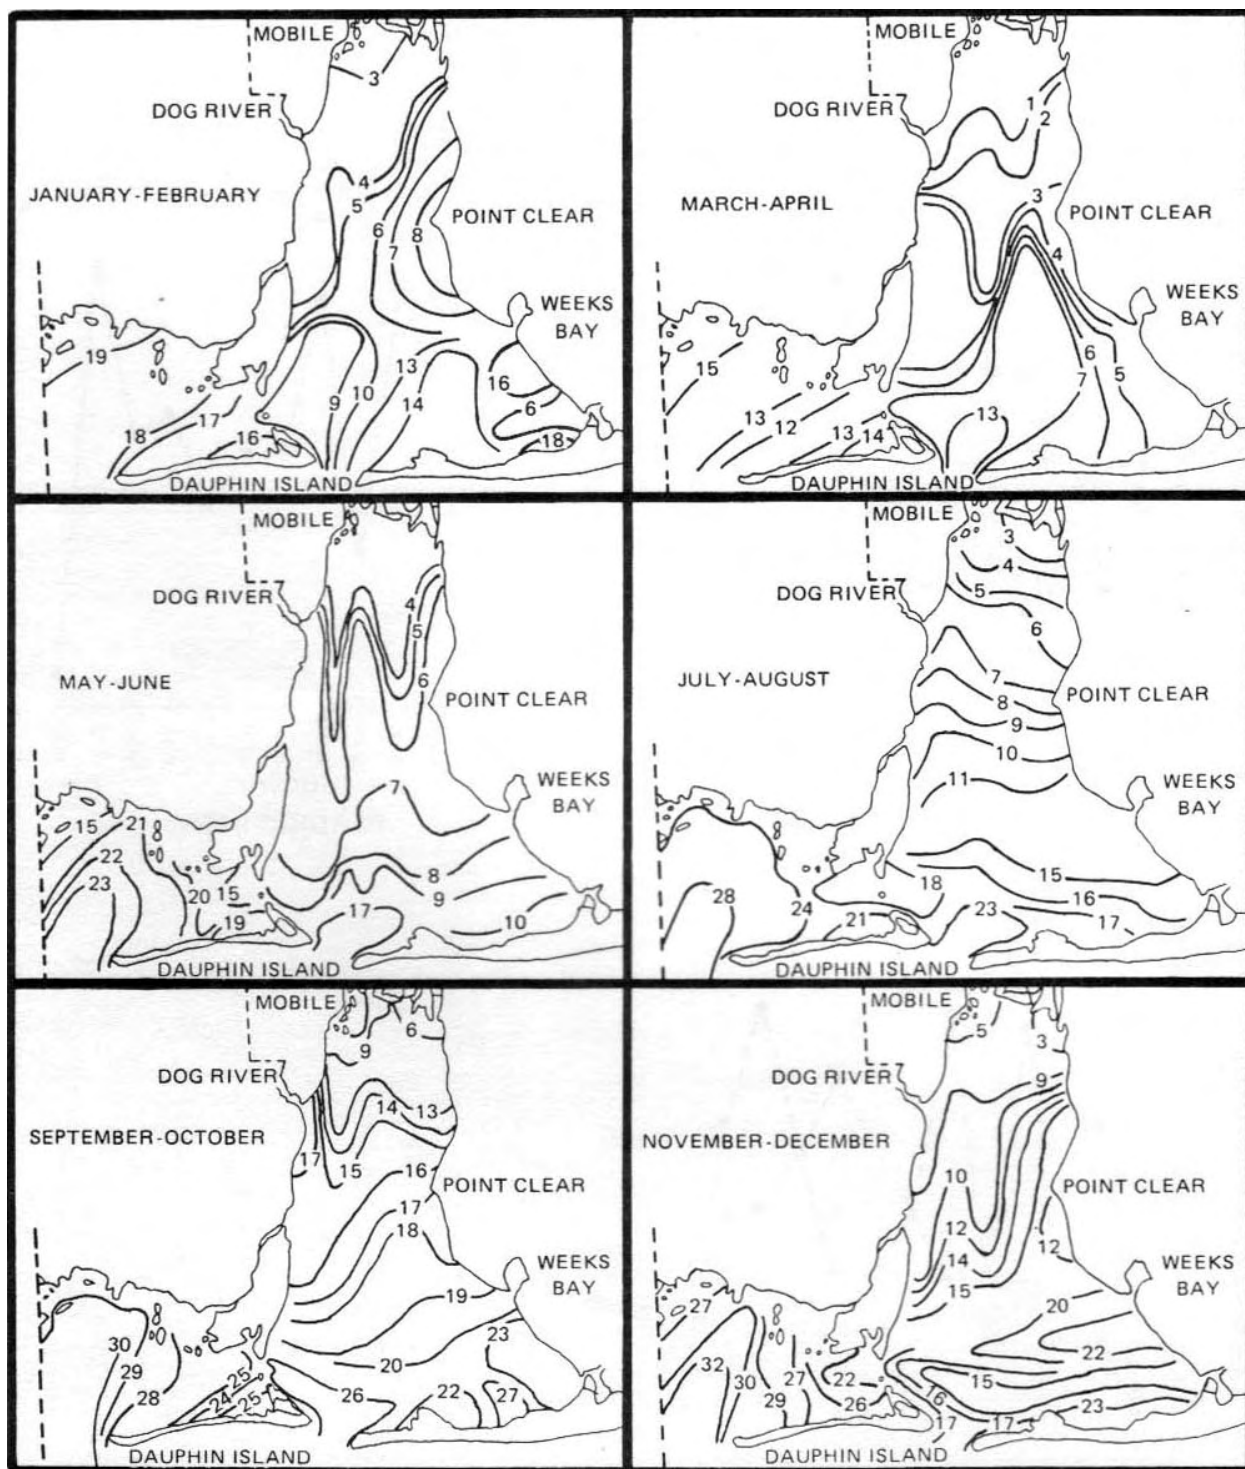 MOBILE
3
DOG RIVER
JANUARY-FEBRUARY
4
5
6
8
7
POINT CLEAR
WEEKS
BAY
19
13
16
9
10
14
6
17
18
16
18
DAUPHIN ISLAND
MOBILE
1
2
DOG RIVER
MARCH-APRIL
3
POINT CLEAR
4
WEEKS
BAY
15
6
5
7
13
12
13
14
13
DAUPHIN ISLAND
MOBILE
DOG RIVER
4
5
6
MAY-JUNE
POINT CLEAR
7
WEEKS
BAY
15
21
22
23
20
15
19
8
9
17
10
DAUPHIN ISLAND
MOBILE
3
4
5
DOG RIVER
6
7
JULY-AUGUST
8
POINT CLEAR
9
10
11
WEEKS
BAY
15
18
16
28
24
21
23
17
DAUPHIN ISLAND
MOBILE
6
9
DOG RIVER
14
13
SEPTEMBER-OCTOBER
17
15
16
POINT CLEAR
17
18
WEEKS
BAY
19
23
30
29
28
20
25
24
25
26
22
27
DAUPHIN ISLAND
MOBILE
5
3
DOG RIVER
9
NOVEMBER-DECEMBER
10
POINT CLEAR
12
12
14
15
WEEKS
BAY
27
20
22
32
30
29
27
22
26
15
16
23
17
17
DAUPHIN ISLAND